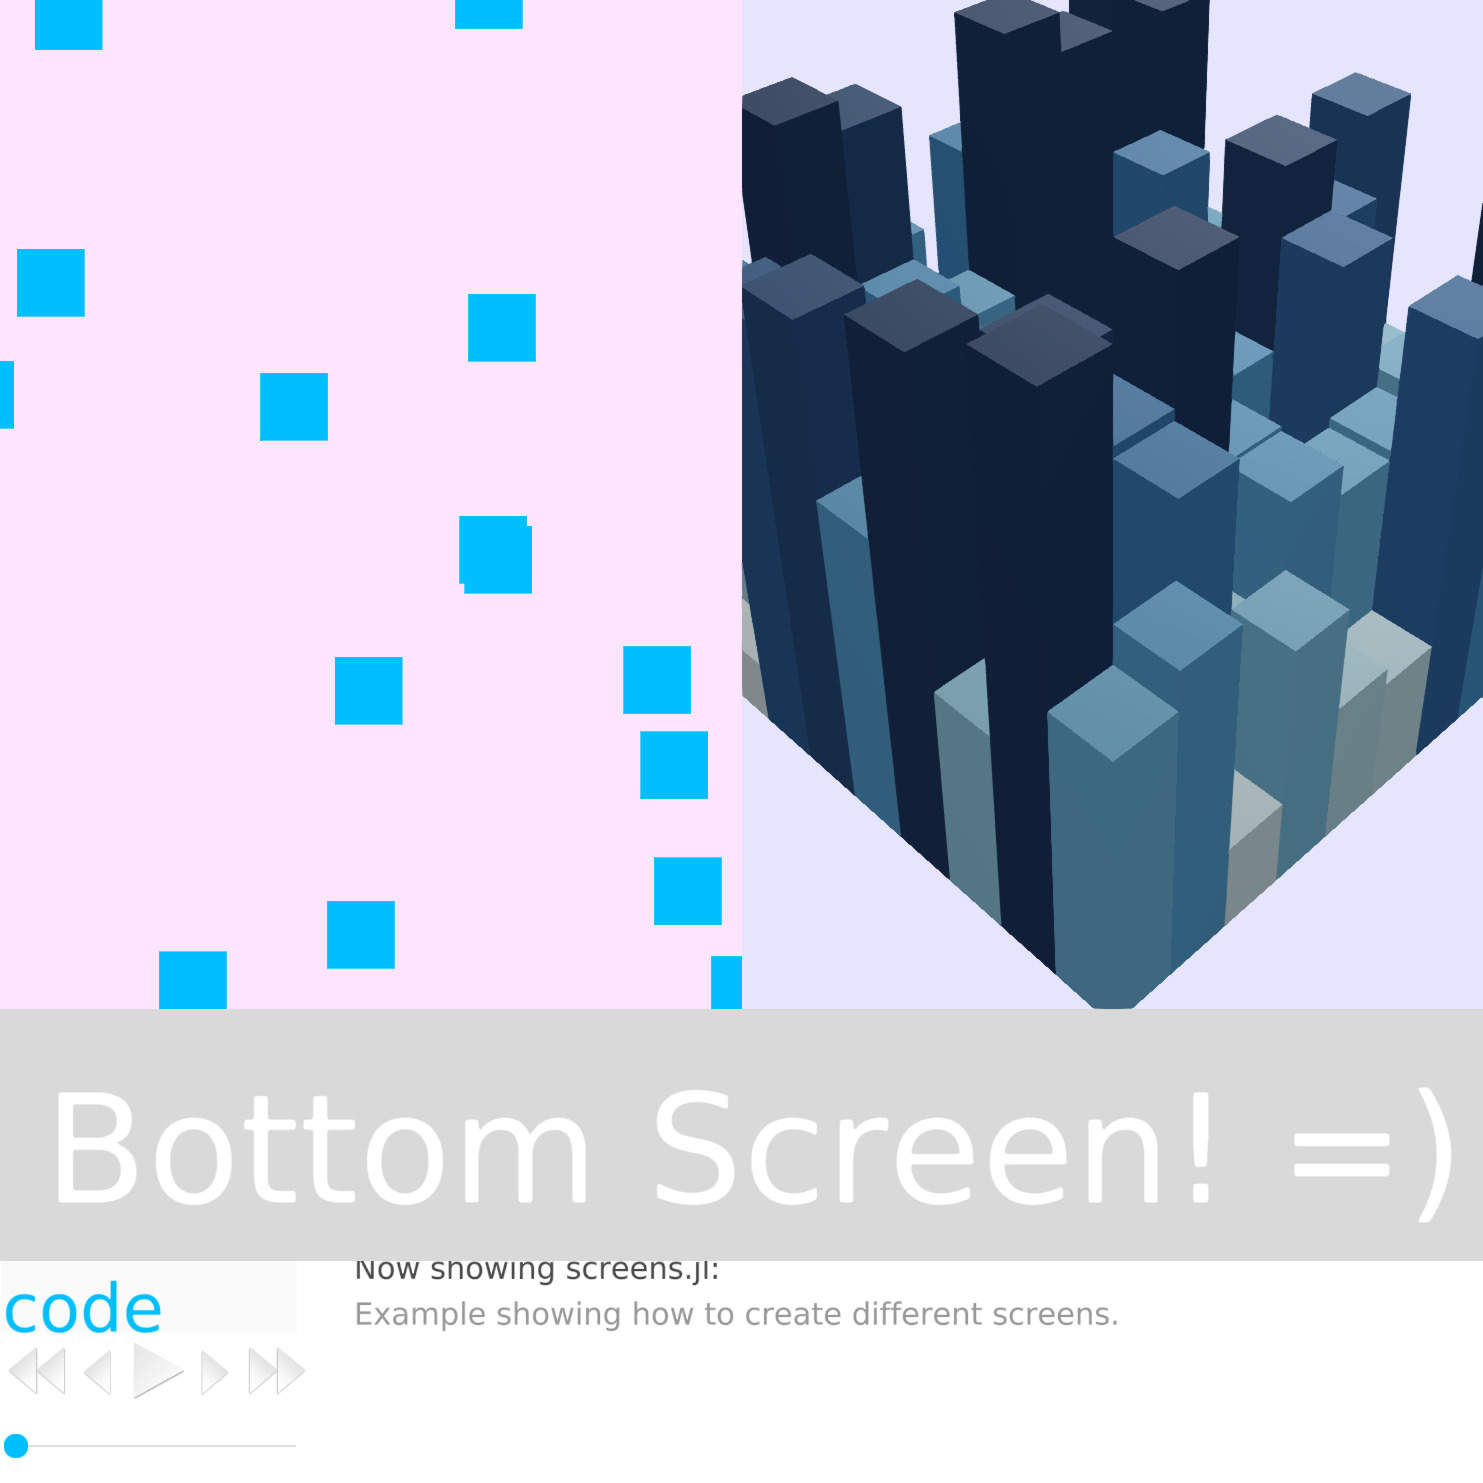 Bottom Screen! =)
Now showing screens.jl:
code
Example showing how to create different screens.